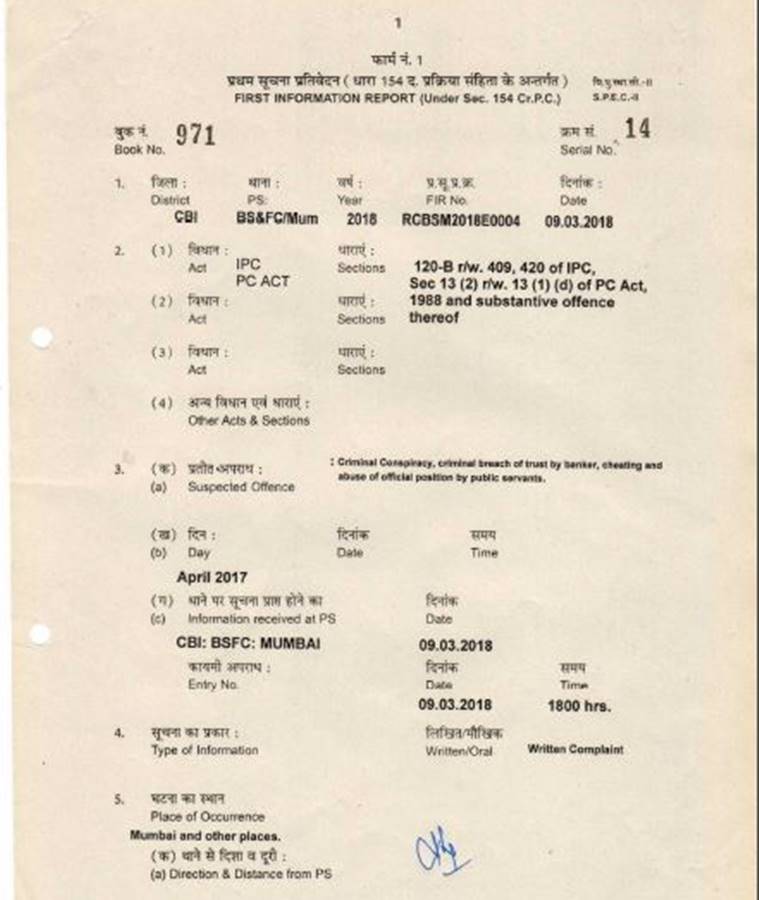 1
फार्म नं. 1
प्रथम सूचना प्रतिवेदन ( धारा 154 द. प्रक्रिया संहिता के अन्तर्गत )
FIRST INFORMATION REPORT (Under Sec. 154 Cr.P.C.) S.P.E.C.-II
बुक नं. 971 क्रम सं. 14
Book No. Serial No.
1. जिला : थाना : वर्ष : प्र.सू.प्र.क्र. दिनांक :
District PS: Year FIR No. Date
CBI BS&FC/Mum 2018 RCBSM2018E0004 09.03.2018
2. (1) विधान : धाराएं :
Act IPC Sections 120-B r/w. 409, 420 of IPC,
PC ACT Sec 13 (2) r/w. 13 (1) (d) of PC Act,
(2) विधान : धाराएं : 1988 and substantive offence
Act Sections thereof
(3) विधान : धाराएं :
Act Sections
(4) अन्य विधान एवं धाराएं :
Other Acts & Sections
3. (क) प्रतीत अपराध : : Criminal Conspiracy, criminal breach of trust by banker, cheating and
(a) Suspected Offence abuse of official position by public servants.
(ख) दिन : दिनांक समय
(b) Day Date Time
April 2017
(ग) थाने पर सूचना प्राप्त होने का दिनांक
(c) Information received at PS Date
CBI: BSFC: MUMBAI 09.03.2018
कायमी अपराध : दिनांक समय
Entry No. Date Time
09.03.2018 1800 hrs.
4. सूचना का प्रकार : लिखित/मौखिक
Type of Information Written/Oral Written Complaint
5. घटना का स्थान
Place of Occurrence
Mumbai and other places.
(क) थाने से दिशा व दूरी :
(a) Direction & Distance from PS